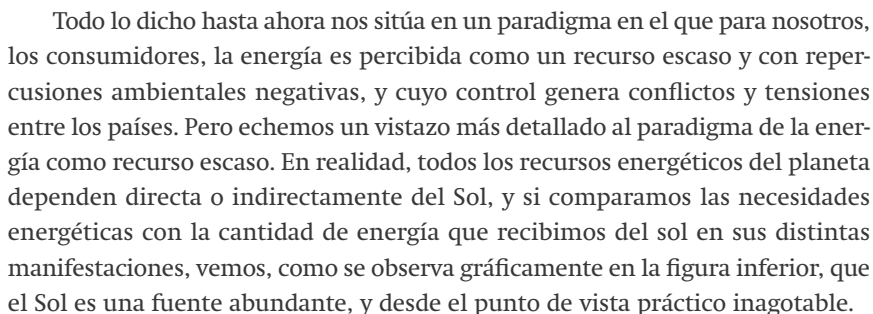 Todo lo dicho hasta ahora nos sitúa en un paradigma en el que para nosotros,
los consumidores, la energía es percibida como un recurso escaso y con reper-
cusiones ambientales negativas, y cuyo control genera conflictos y tensiones
entre los países. Pero echemos un vistazo más detallado al paradigma de la ener-
gía como recurso escaso. En realidad, todos los recursos energéticos del planeta
dependen directa o indirectamente del Sol, y si comparamos las necesidades
energéticas con la cantidad de energía que recibimos del sol en sus distintas
manifestaciones, vemos, como se observa gráficamente en la figura inferior, que
el Sol es una fuente abundante, y desde el punto de vista práctico inagotable.